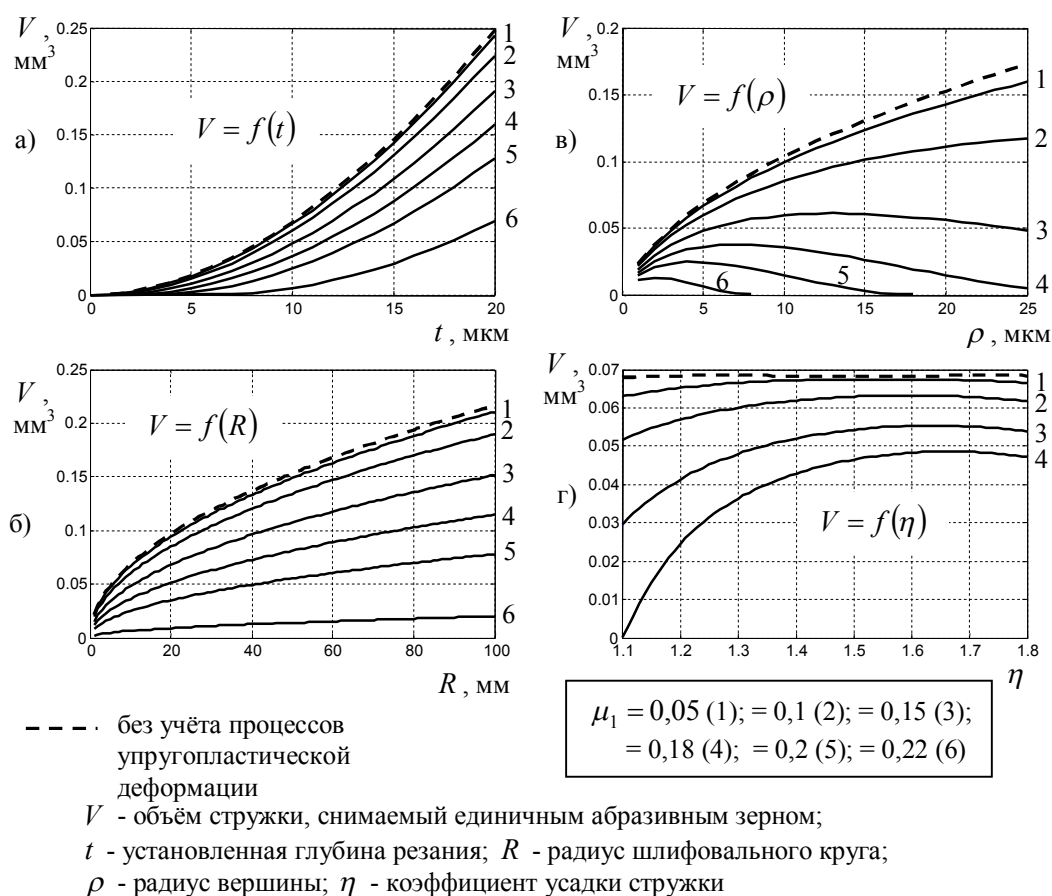 V , мм³
0.25
0.2
0.15
0.1
0.05
0
а)
V = f(t)
1
2
3
4
5
6
0 5 10 15 20
t , мкм
V , мм³
0.2
0.15
0.1
0.05
0
в)
V = f(ρ)
1
2
3
4
5
6
0 5 10 15 20 25
ρ , мкм
V , мм³
0.25
0.2
0.15
0.1
0.05
0
б)
V = f(R)
1
2
3
4
5
6
0 20 40 60 80 100
R , мм
V , мм³
0.07
0.06
0.05
0.04
0.03
0.02
0.01
0
г)
V = f(η)
1
2
3
4
1.1 1.2 1.3 1.4 1.5 1.6 1.7 1.8
η
μ₁ = 0,05 (1); = 0,1 (2); = 0,15 (3);
= 0,18 (4); = 0,2 (5); = 0,22 (6)
без учёта процессов
упругопластической
деформации
V - объём стружки, снимаемый единичным абразивным зерном;
t - установленная глубина резания; R - радиус шлифовального круга;
ρ - радиус вершины; η - коэффициент усадки стружки